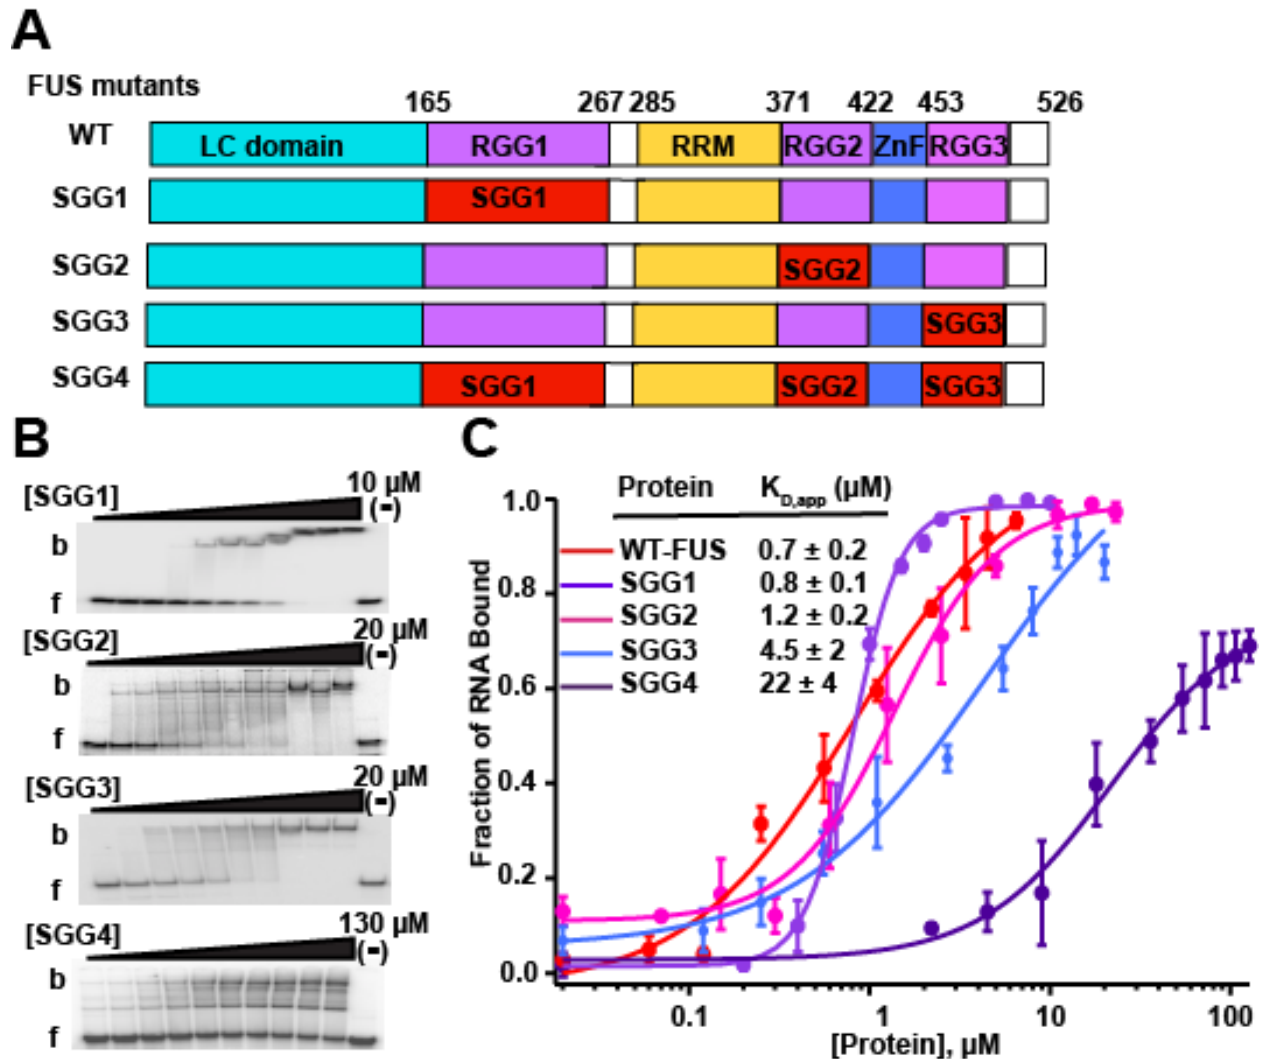 A
FUS mutants
165 267 285 371 422 453 526
WT LC domain RGG1 RRM RGG2 ZnF RGG3
SGG1 SGG1
SGG2 SGG2
SGG3 SGG3
SGG4 SGG1 SGG2 SGG3
B
[SGG1] 10 µM
(-)
b
f
[SGG2] 20 µM
(-)
b
f
[SGG3] 20 µM
(-)
b
f
[SGG4] 130 µM
(-)
b
f
C
Protein KD,app (µM)
WT-FUS 0.7 ± 0.2
SGG1 0.8 ± 0.1
SGG2 1.2 ± 0.2
SGG3 4.5 ± 2
SGG4 22 ± 4
Fraction of RNA Bound
1.0
0.8
0.6
0.4
0.2
0.0
0.1 1 10 100
[Protein], µM